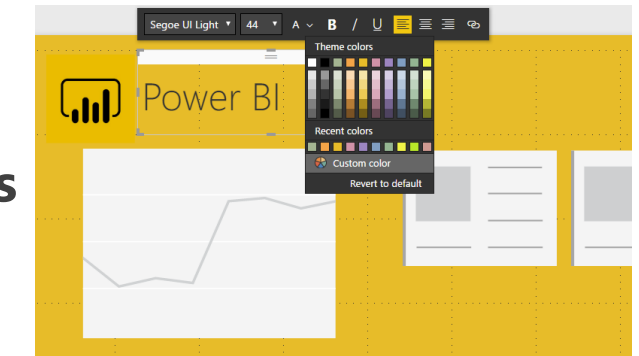 Segoe UI Light 44 A B / U
Theme colors
Power BI
Recent colors
Custom color
Revert to default
s